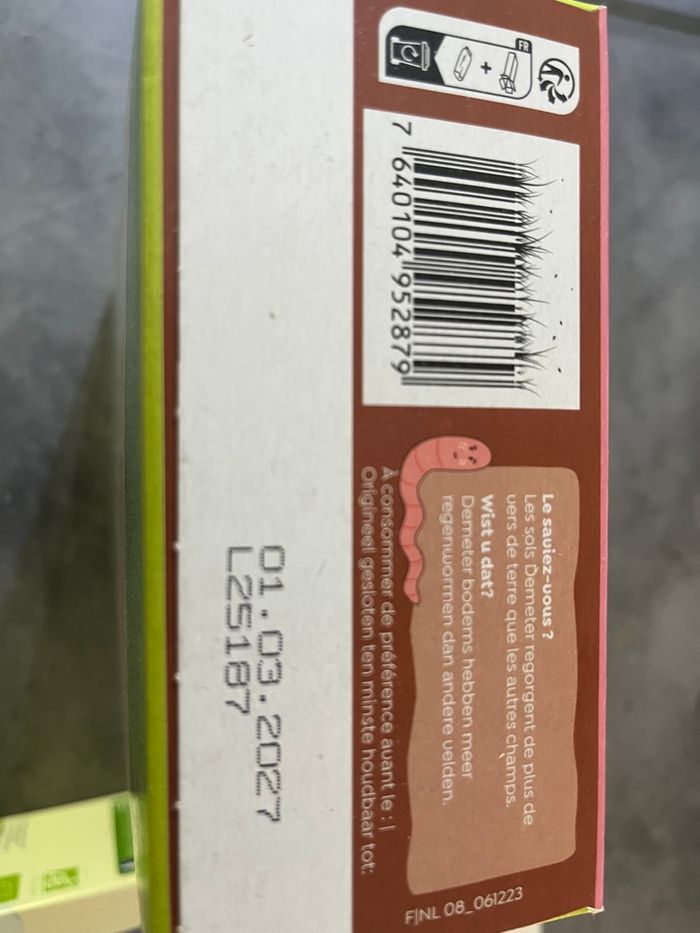 FR
+
7 640104 952879
Le saviez-vous ?
Les sols Demeter regorgent de plus de
vers de terre que les autres champs.
Wist u dat?
Demeter bodems hebben meer
regenwormen dan andere velden.
À consommer de préférence avant le : |
Origineel gesloten ten minste houdbaar tot:
01.03.2027
L25187
F|NL 08_061223